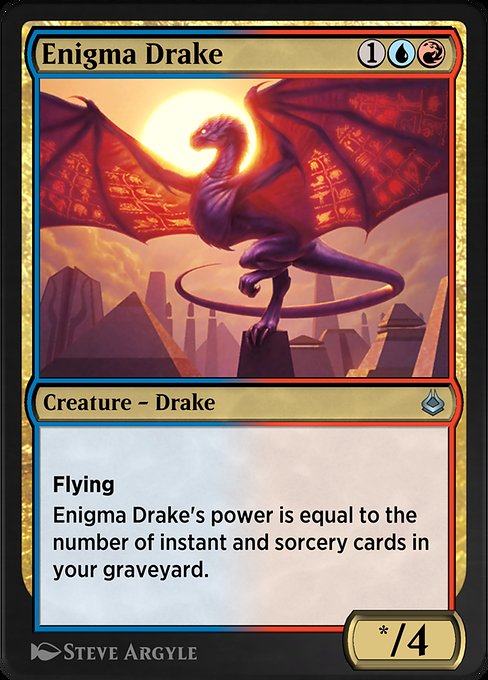 Enigma Drake 1
Creature – Drake
Flying
Enigma Drake's power is equal to the
number of instant and sorcery cards in
your graveyard.
*/4
Steve Argyle